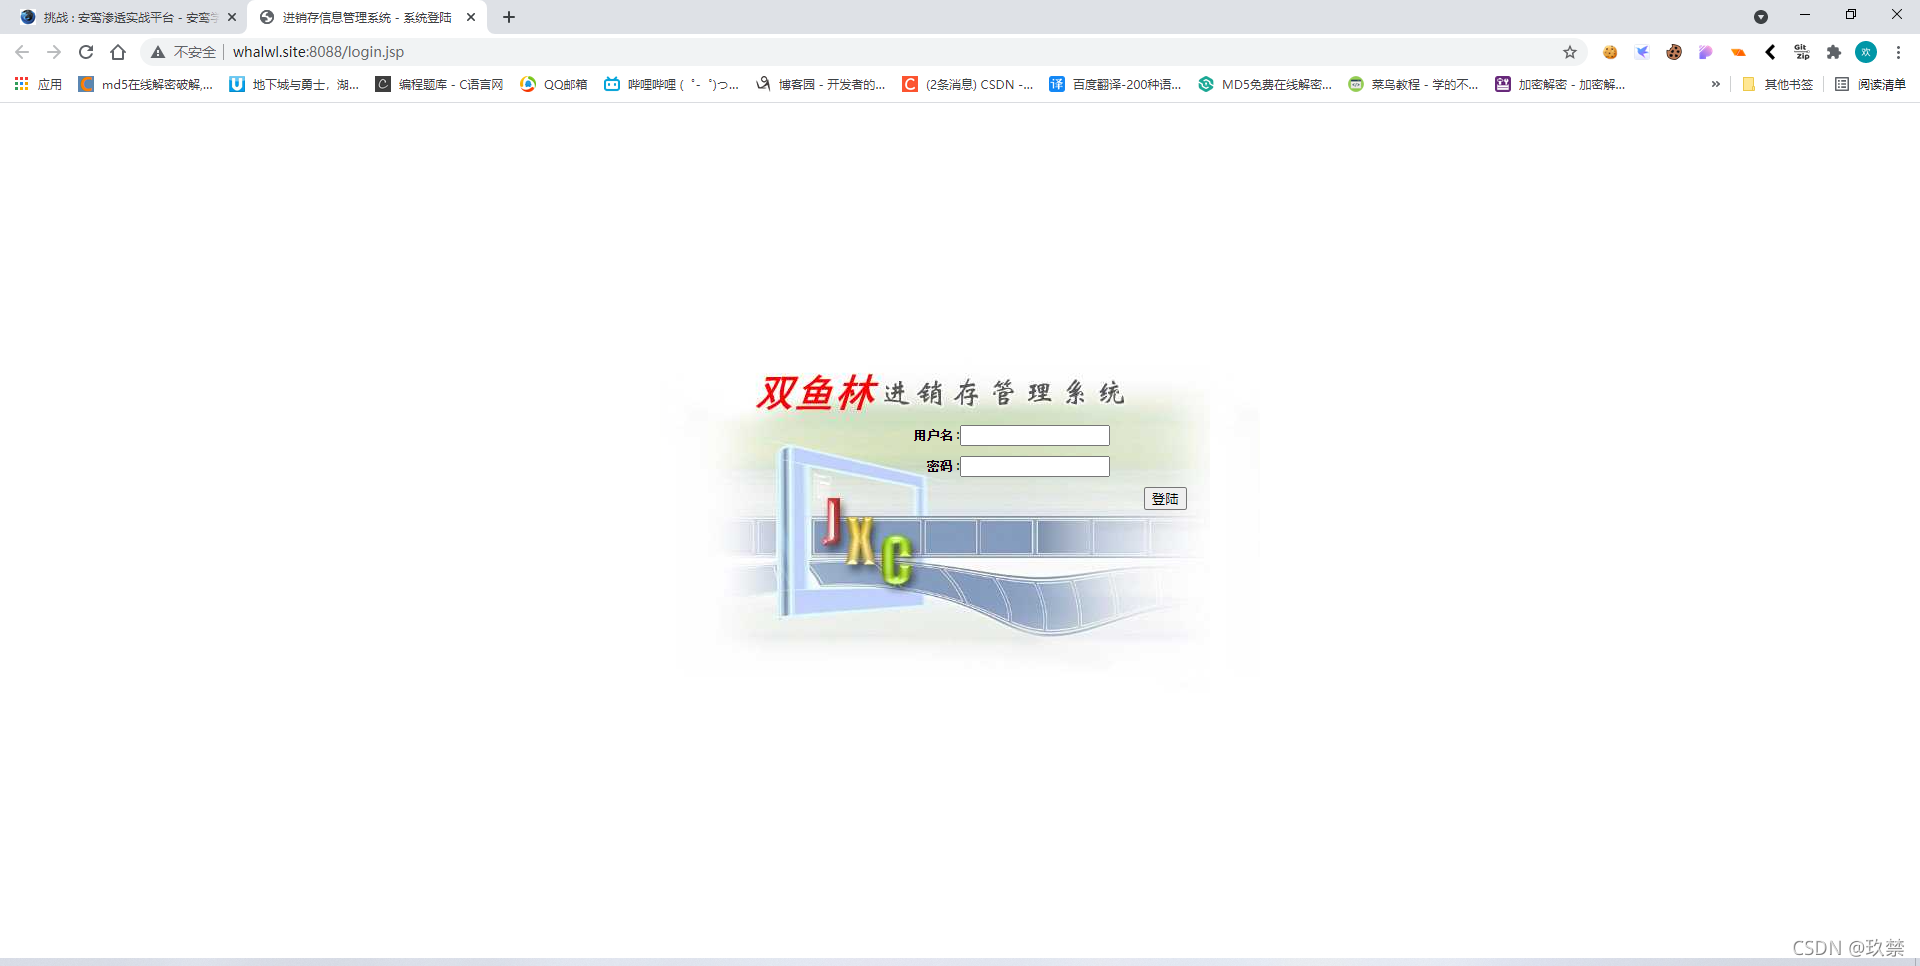 挑战 : 安鸾渗透实战平台 - 安鸾学
进销存信息管理系统 - 系统登陆
不安全 whalwl.site:8088/login.jsp
Git Zip 欢
应用 md5在线解密破解,... 地下城与勇士，湖... 编程题库 - C语言网 QQ邮箱 哔哩哔哩 (゜-゜)つ... 博客园 - 开发者的... (2条消息) CSDN -... 百度翻译-200种语... MD5免费在线解密... 菜鸟教程 - 学的不... 加密解密 - 加密解... » 其他书签 阅读清单
双鱼林进销存管理系统
用户名 :
密码 :
登陆
JXC
CSDN @玖禁